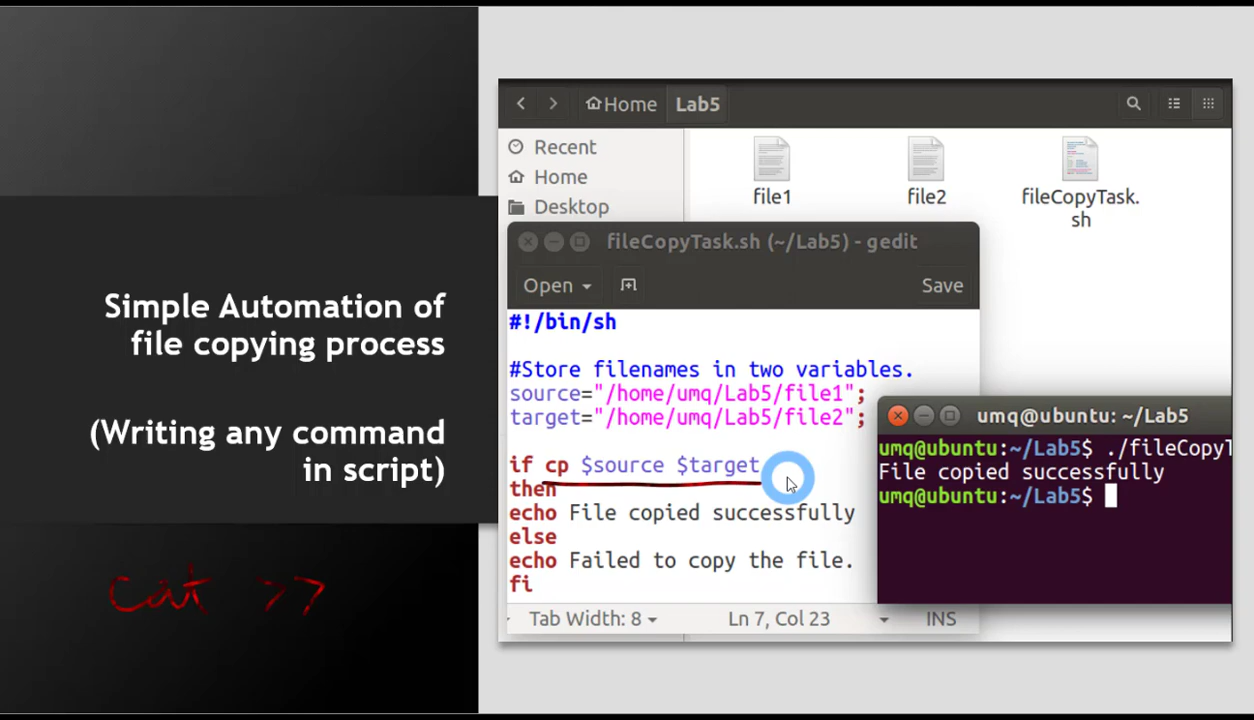 Simple Automation of
file copying process
(Writing any command
in script)
cat >>
Home Lab5
Recent
Home
Desktop
file1
file2
fileCopyTask.
sh
fileCopyTask.sh (~/Lab5) - gedit
Open
Save
#!/bin/sh
#Store filenames in two variables.
source="/home/umq/Lab5/file1";
target="/home/umq/Lab5/file2";
if cp $source $target
then
echo File copied successfully
else
echo Failed to copy the file.
fi
Tab Width: 8 Ln 7, Col 23 INS
umq@ubuntu: ~/Lab5
umq@ubuntu:~/Lab5$ ./fileCopyT
File copied successfully
umq@ubuntu:~/Lab5$